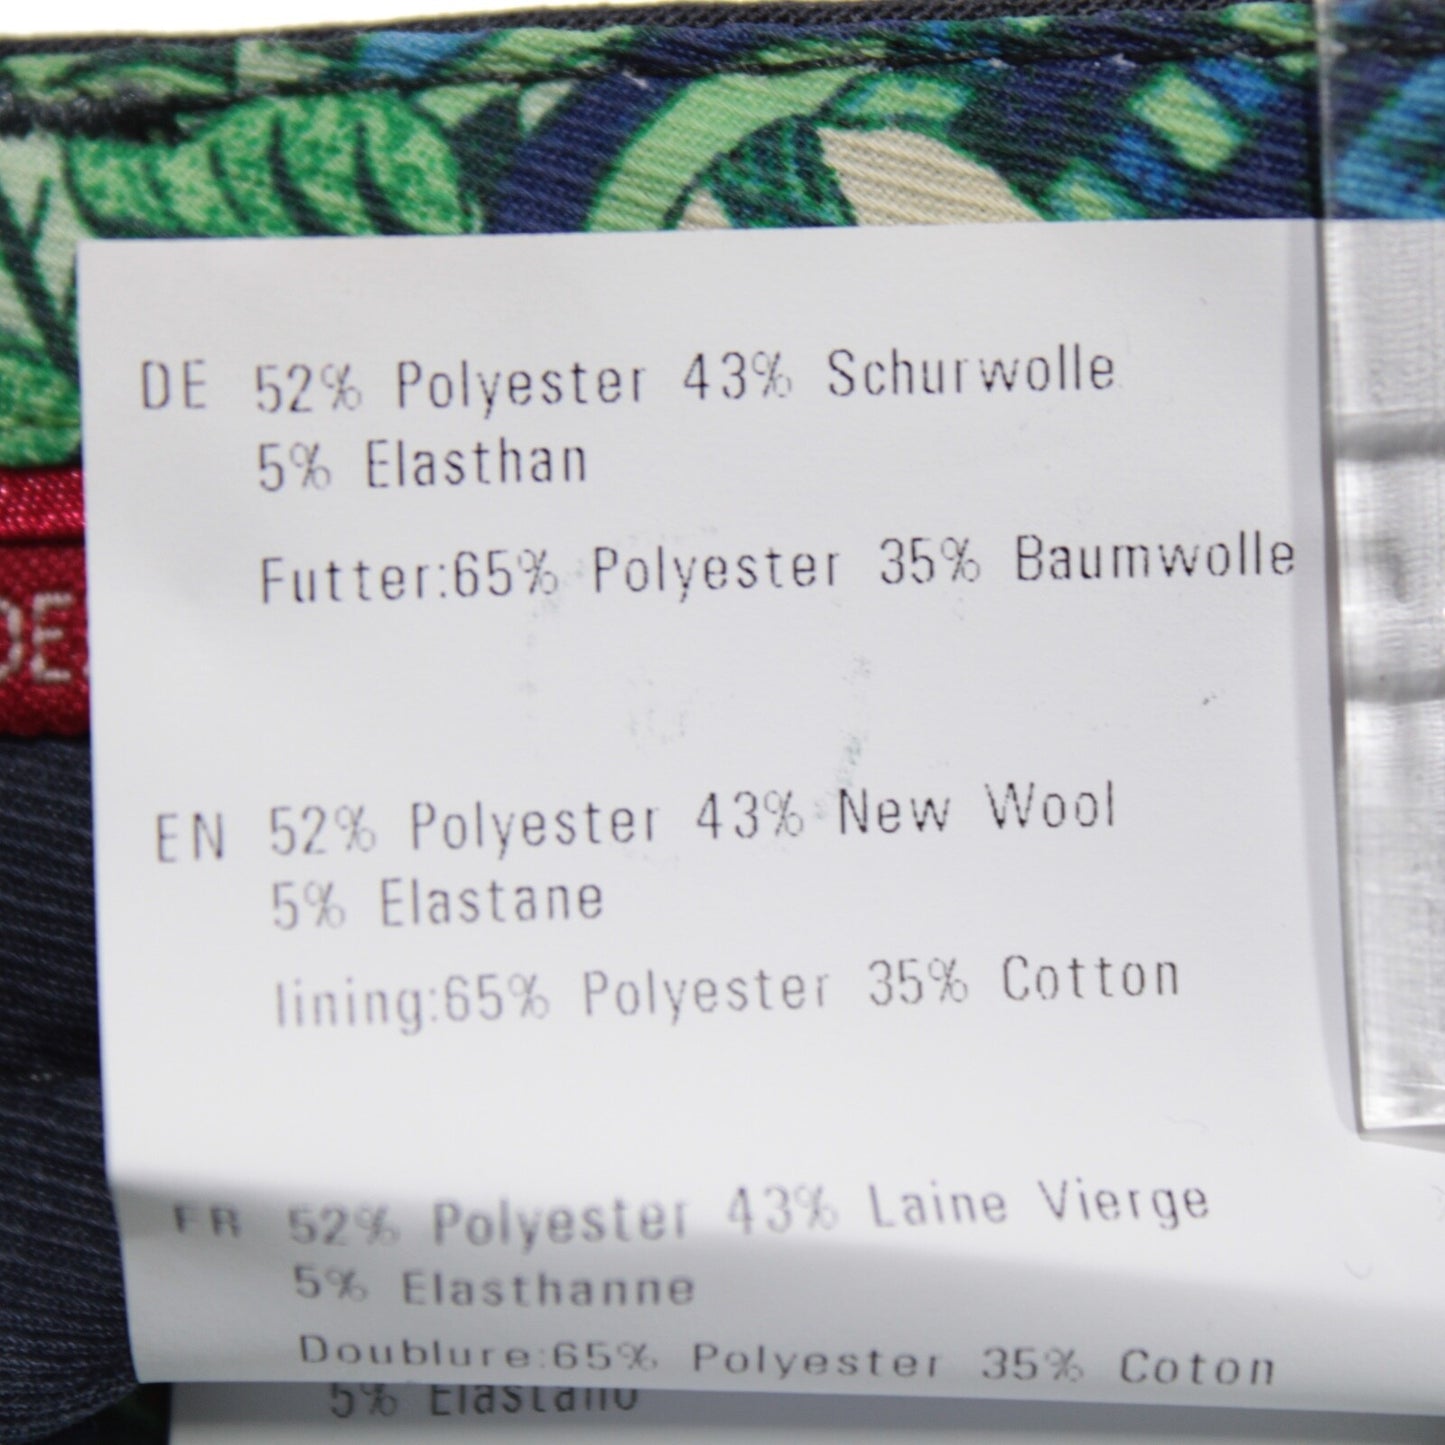 DE 52% Polyester 43% Schurwolle
5% Elasthan
Futter:65% Polyester 35% Baumwolle
EN 52% Polyester 43% New Wool
5% Elastane
lining:65% Polyester 35% Cotton
FR 52% Polyester 43% Laine Vierge
5% Elasthanne
Doublure:65% Polyester 35% Coton
5%